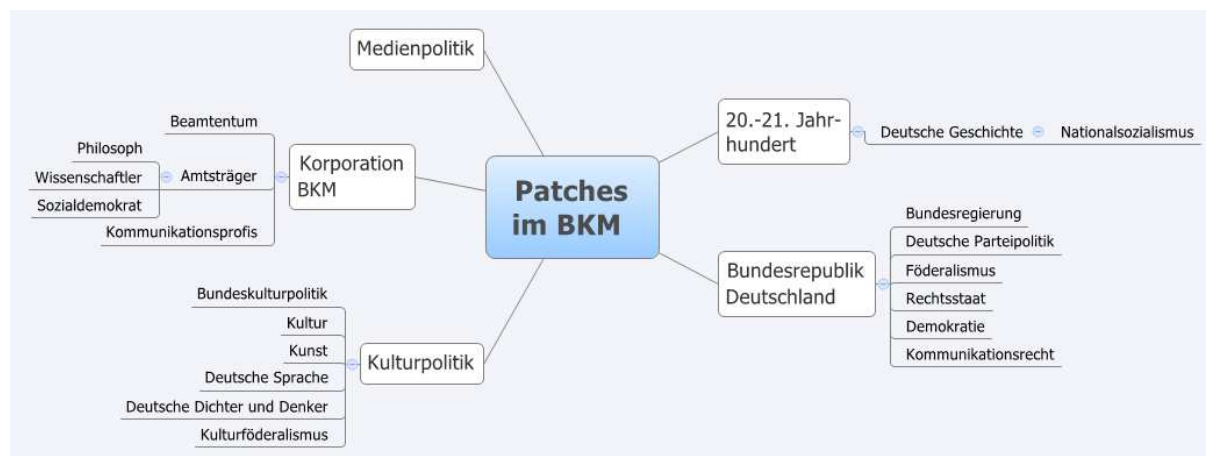 Medienpolitik
Beamtentum
Philosoph
Wissenschaftler
Sozialdemokrat
Amtsträger
Kommunikationsprofis
Korporation
BKM
Bundeskulturpolitik
Kultur
Kunst
Deutsche Sprache
Deutsche Dichter und Denker
Kulturföderalismus
Kulturpolitik
Patches
im BKM
20.-21. Jahr-
hundert
Deutsche Geschichte
Nationalsozialismus
Bundesrepublik
Deutschland
Bundesregierung
Deutsche Parteipolitik
Föderalismus
Rechtsstaat
Demokratie
Kommunikationsrecht